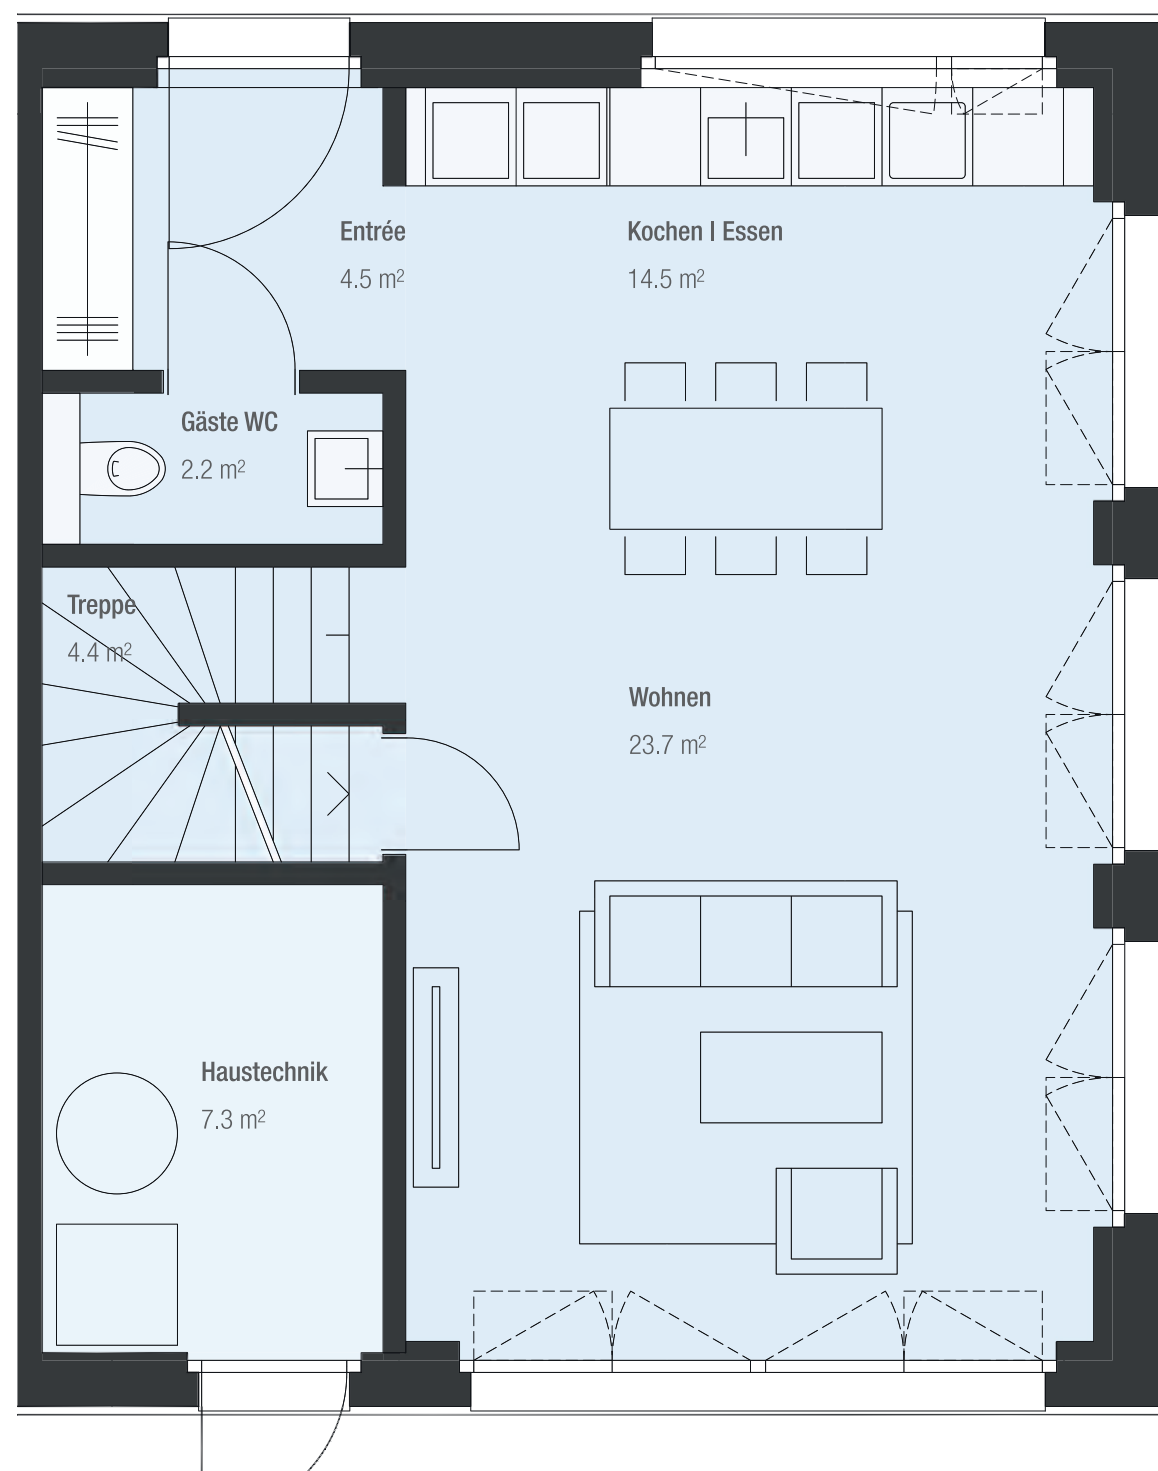 Entrée
4.5 m²
Kochen | Essen
14.5 m²
Gäste WC
2.2 m²
Treppe
4.4 m²
Wohnen
23.7 m²
Haustechnik
7.3 m²